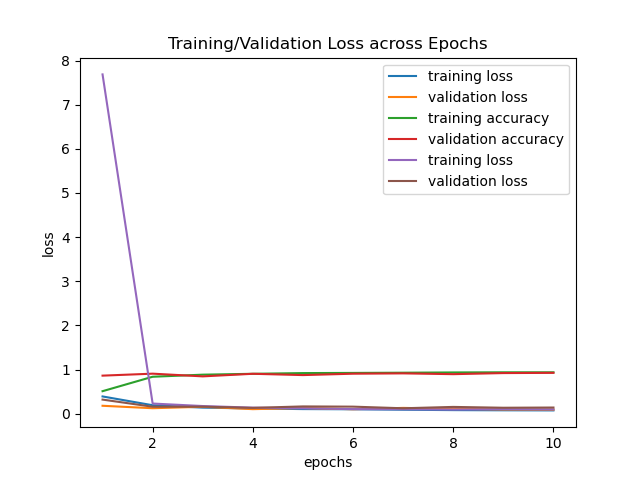 Training/Validation Loss across Epochs
8
7
6
5
4
3
2
1
0
loss
training loss
validation loss
training accuracy
validation accuracy
training loss
validation loss
2
4
6
8
10
epochs